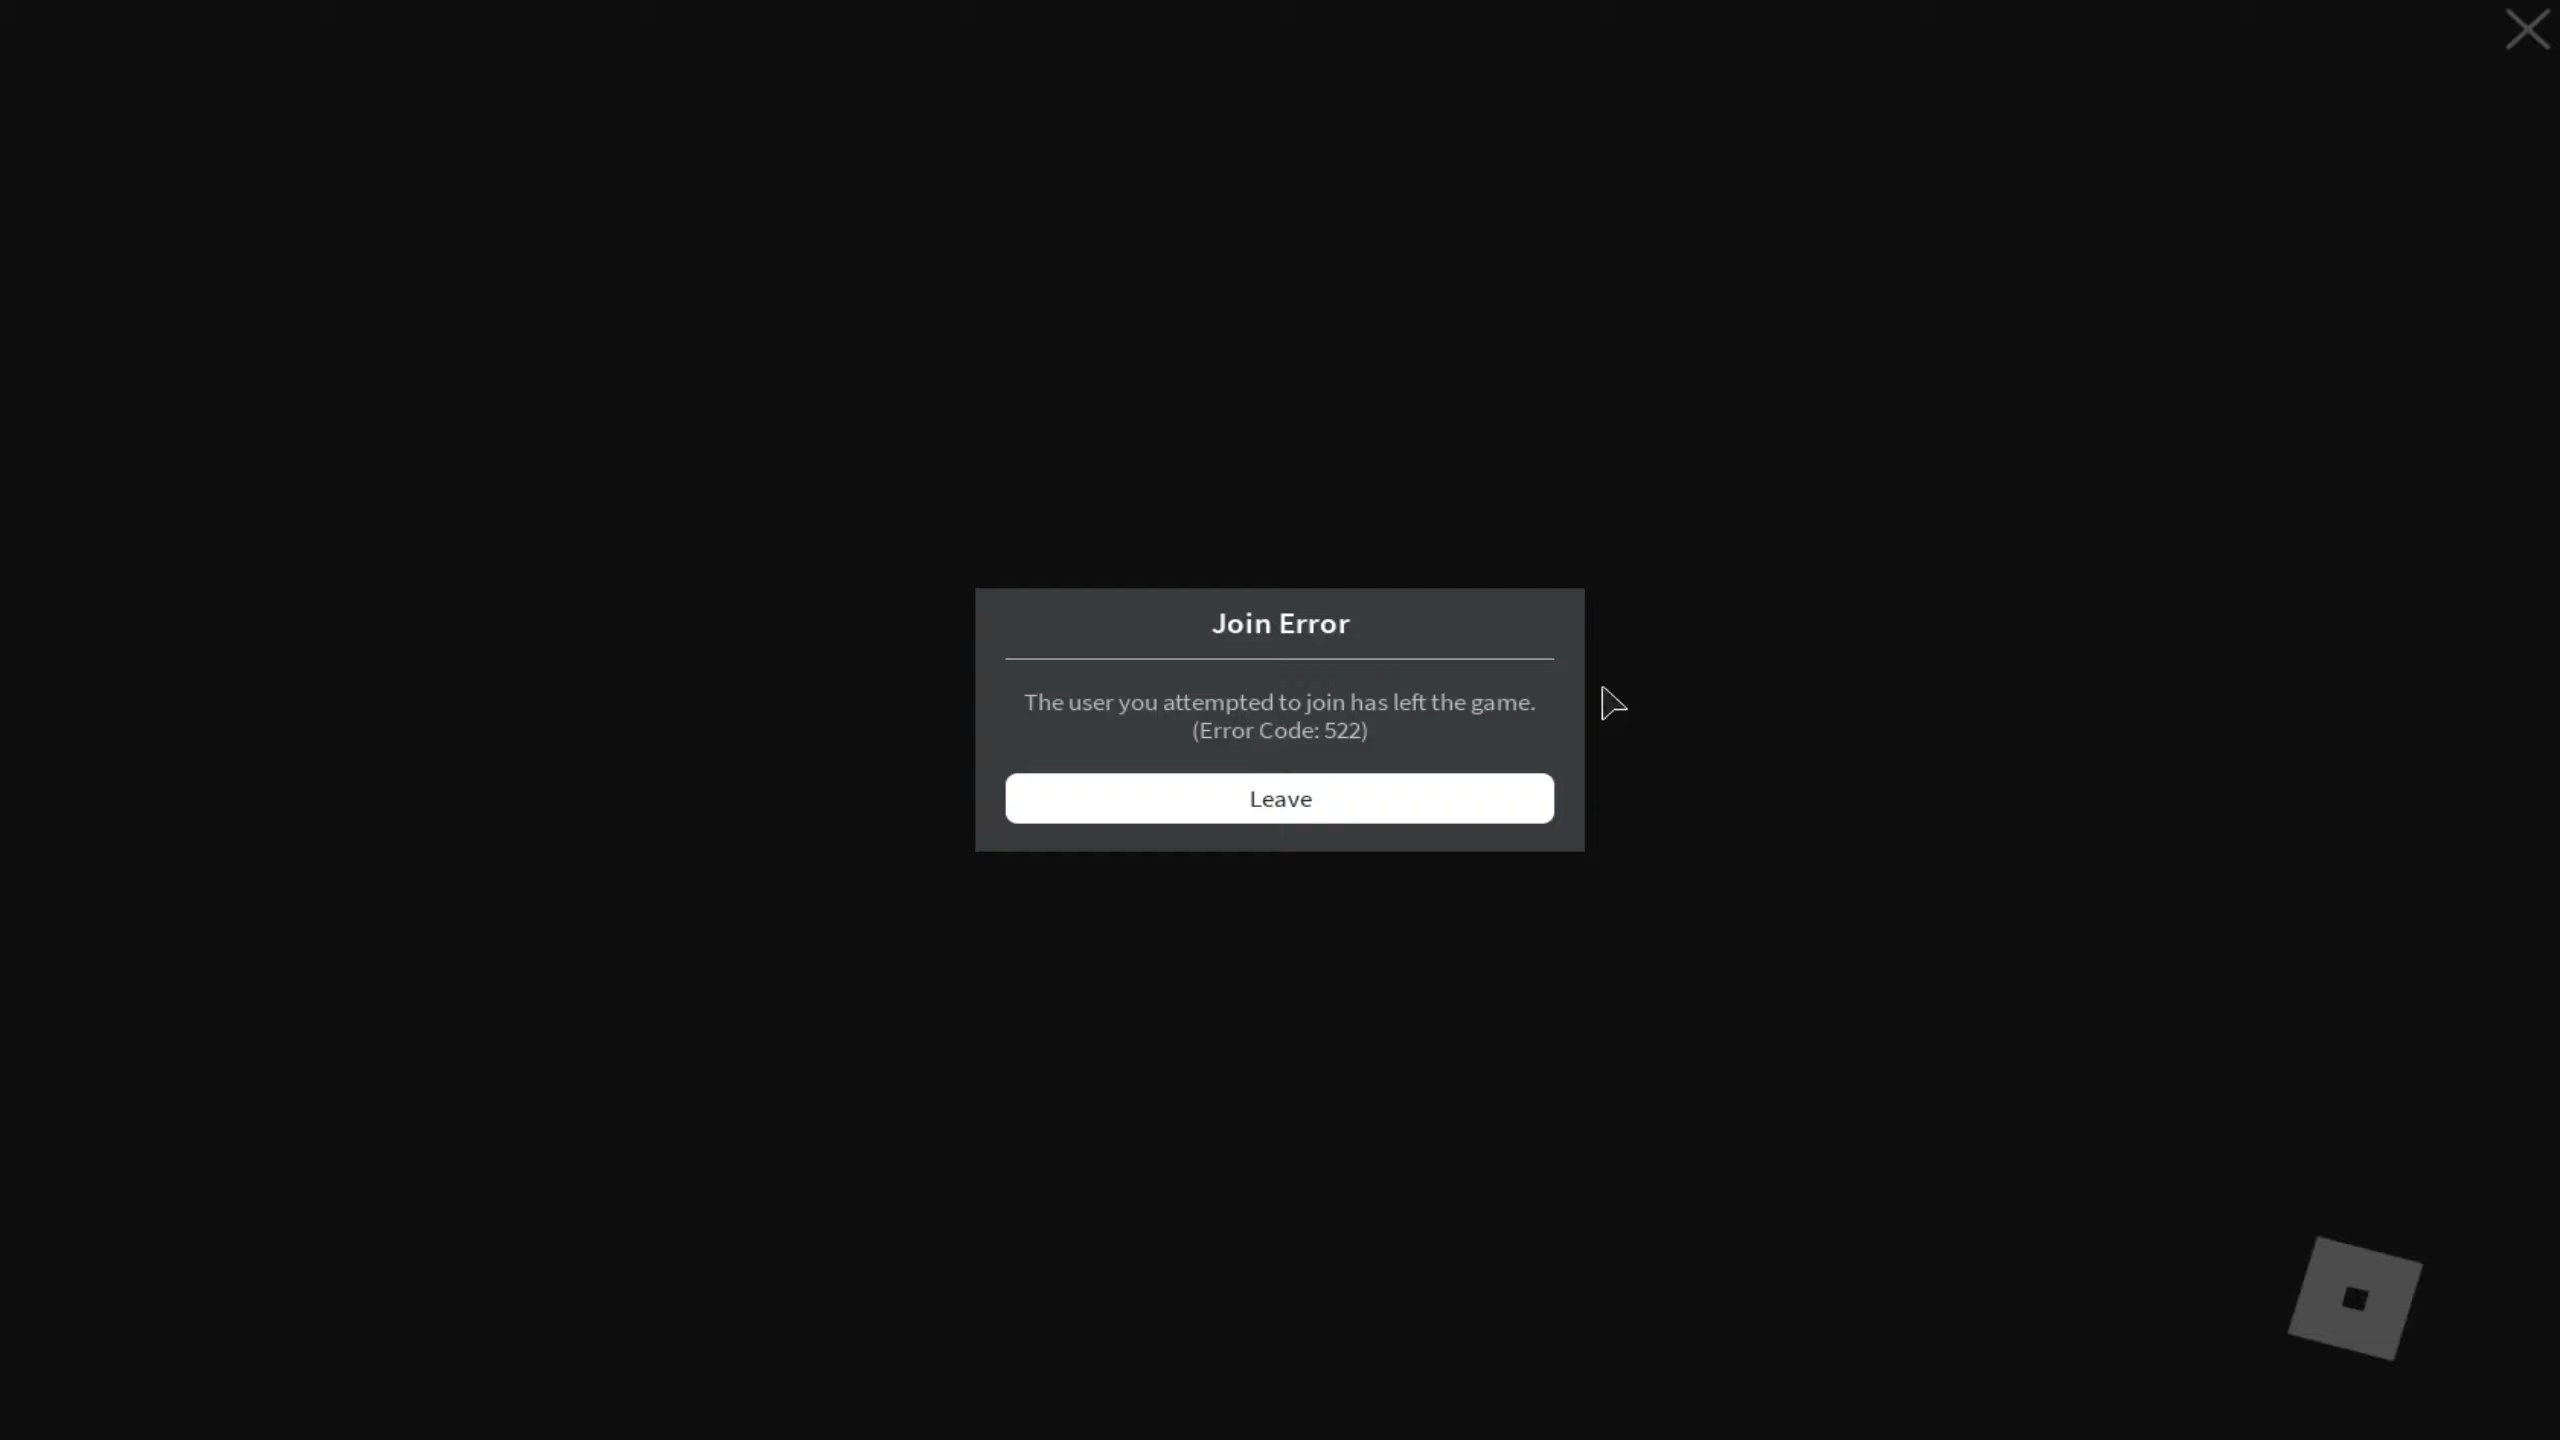 Join Error
The user you attempted to join has left the game.
(Error Code: 522)
Leave